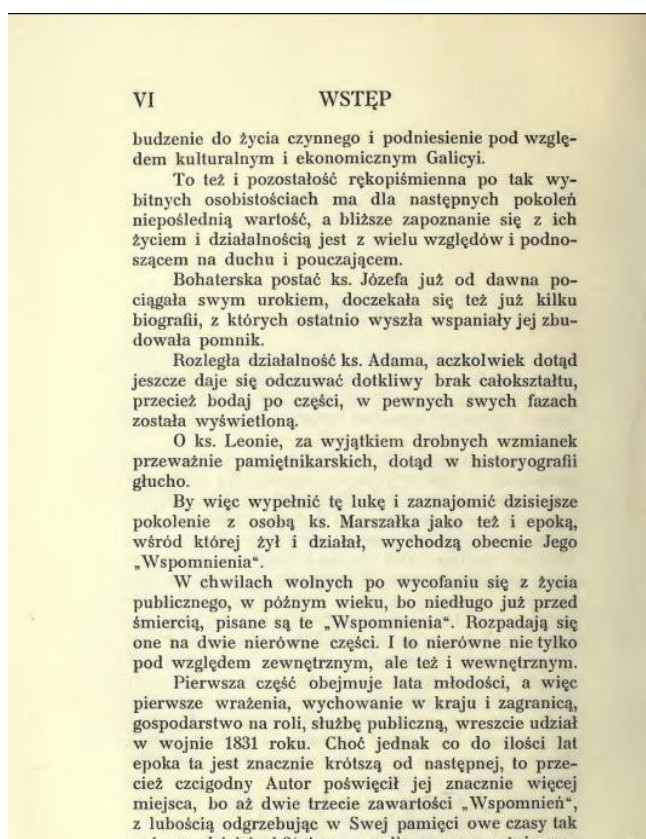 VI WSTĘP
budzenie do życia czynnego i podniesienie pod wzglę-
dem kulturalnym i ekonomicznym Galicyi.
To też i pozostałość rękopiśmienna po tak wy-
bitnych osobistościach ma dla następnych pokoleń
niepoślednią wartość, a bliższe zapoznanie się z ich
życiem i działalnością jest z wielu względów i podno-
szącem na duchu i pouczającem.
Bohaterska postać ks. Józefa już od dawna po-
ciągała swym urokiem, doczekała się też już kilku
biografii, z których ostatnio wyszła wspaniały jej zbu-
dowała pomnik.
Rozległa działalność ks. Adama, aczkolwiek dotąd
jeszcze daje się odczuwać dotkliwy brak całokształtu,
przecież bodaj po części, w pewnych swych fazach
została wyświetloną.
O ks. Leonie, za wyjątkiem drobnych wzmianek
przeważnie pamiętnikarskich, dotąd w historyografii
głucho.
By więc wypełnić tę lukę i zaznajomić dzisiejsze
pokolenie z osobą ks. Marszałka jako też i epoką,
wśród której żył i działał, wychodzą obecnie Jego
„Wspomnienia“.
W chwilach wolnych po wycofaniu się z życia
publicznego, w późnym wieku, bo niedługo już przed
śmiercią, pisane są te „Wspomnienia“. Rozpadają się
one na dwie nierówne części. I to nierówne nie tylko
pod względem zewnętrznym, ale też i wewnętrznym.
Pierwsza część obejmuje lata młodości, a więc
pierwsze wrażenia, wychowanie w kraju i zagranicą,
gospodarstwo na roli, służbę publiczną, wreszcie udział
w wojnie 1831 roku. Choć jednak co do ilości lat
epoka ta jest znacznie krótszą od następnej, to prze-
cież czcigodny Autor poświęcił jej znacznie więcej
miejsca, bo aż dwie trzecie zawartości „Wspomnień“,
z lubością odgrzebując w Swej pamięci owe czasy tak